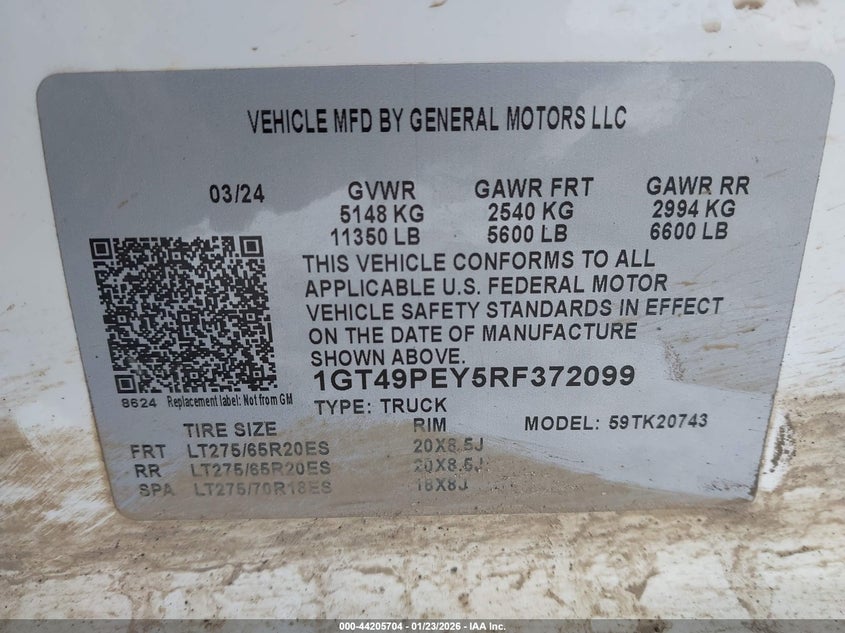 VEHICLE MFD BY GENERAL MOTORS LLC
03/24 GVWR GAWR FRT GAWR RR
5148 KG 2540 KG 2994 KG
11350 LB 5600 LB 6600 LB
THIS VEHICLE CONFORMS TO ALL
APPLICABLE U.S. FEDERAL MOTOR
VEHICLE SAFETY STANDARDS IN EFFECT
ON THE DATE OF MANUFACTURE
SHOWN ABOVE.
1GT49PEY5RF372099
8624 Replacement label: Not from GM
TYPE: TRUCK
TIRE SIZE RIM MODEL: 59TK20743
FRT LT275/65R20ES 20X8.5J
RR LT275/65R20ES 20X8.5J
SPA LT275/70R18ES 18X8J
000-44205704 | 01/23/2026 - IAA Inc.